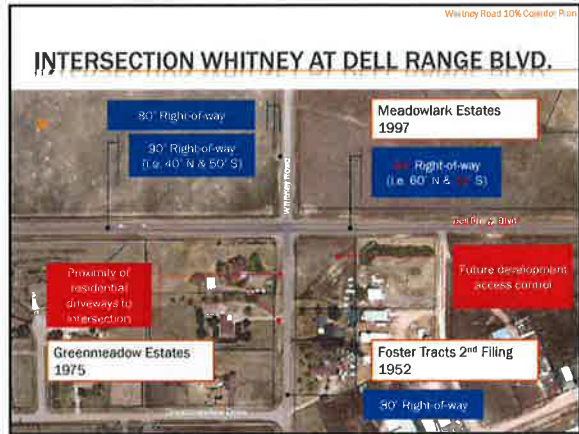 Whitney Road 10% Corridor Plan
INTERSECTION WHITNEY AT DELL RANGE BLVD.
80' Right-of-way
Meadowlark Estates
1997
90' Right-of-way
(i.e. 40' N & 50' S)
Right-of-way
(i.e. 60' N & S)
Whitney Road
Dell Range Blvd
Proximity of
residential
driveways to
intersection
Future development
access control
Greenmeadow Estates
1975
Foster Tracts 2nd Filing
1952
80' Right-of-way